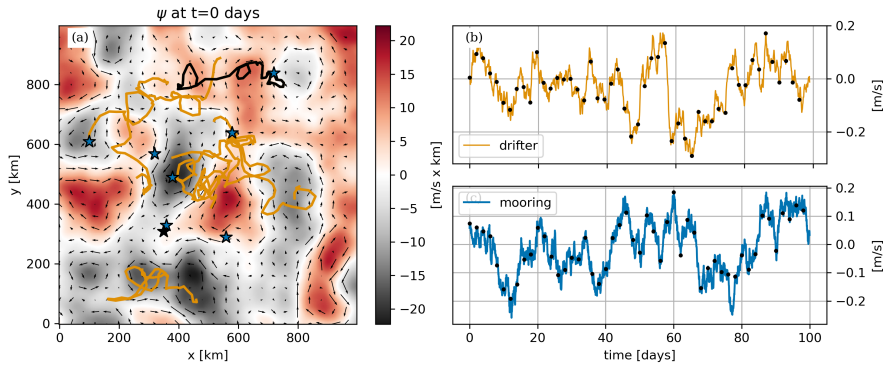 ψ at t=0 days
(a)
800
600
400
200
0
y [km]
0 200 400 600 800
x [km]
20
15
10
5
0
−5
−10
−15
−20
[m/s x km]
(b)
drifter
0.2
0.0
−0.2
[m/s]
mooring
0.2
0.1
0.0
−0.1
−0.2
[m/s]
0 20 40 60 80 100
time [days]